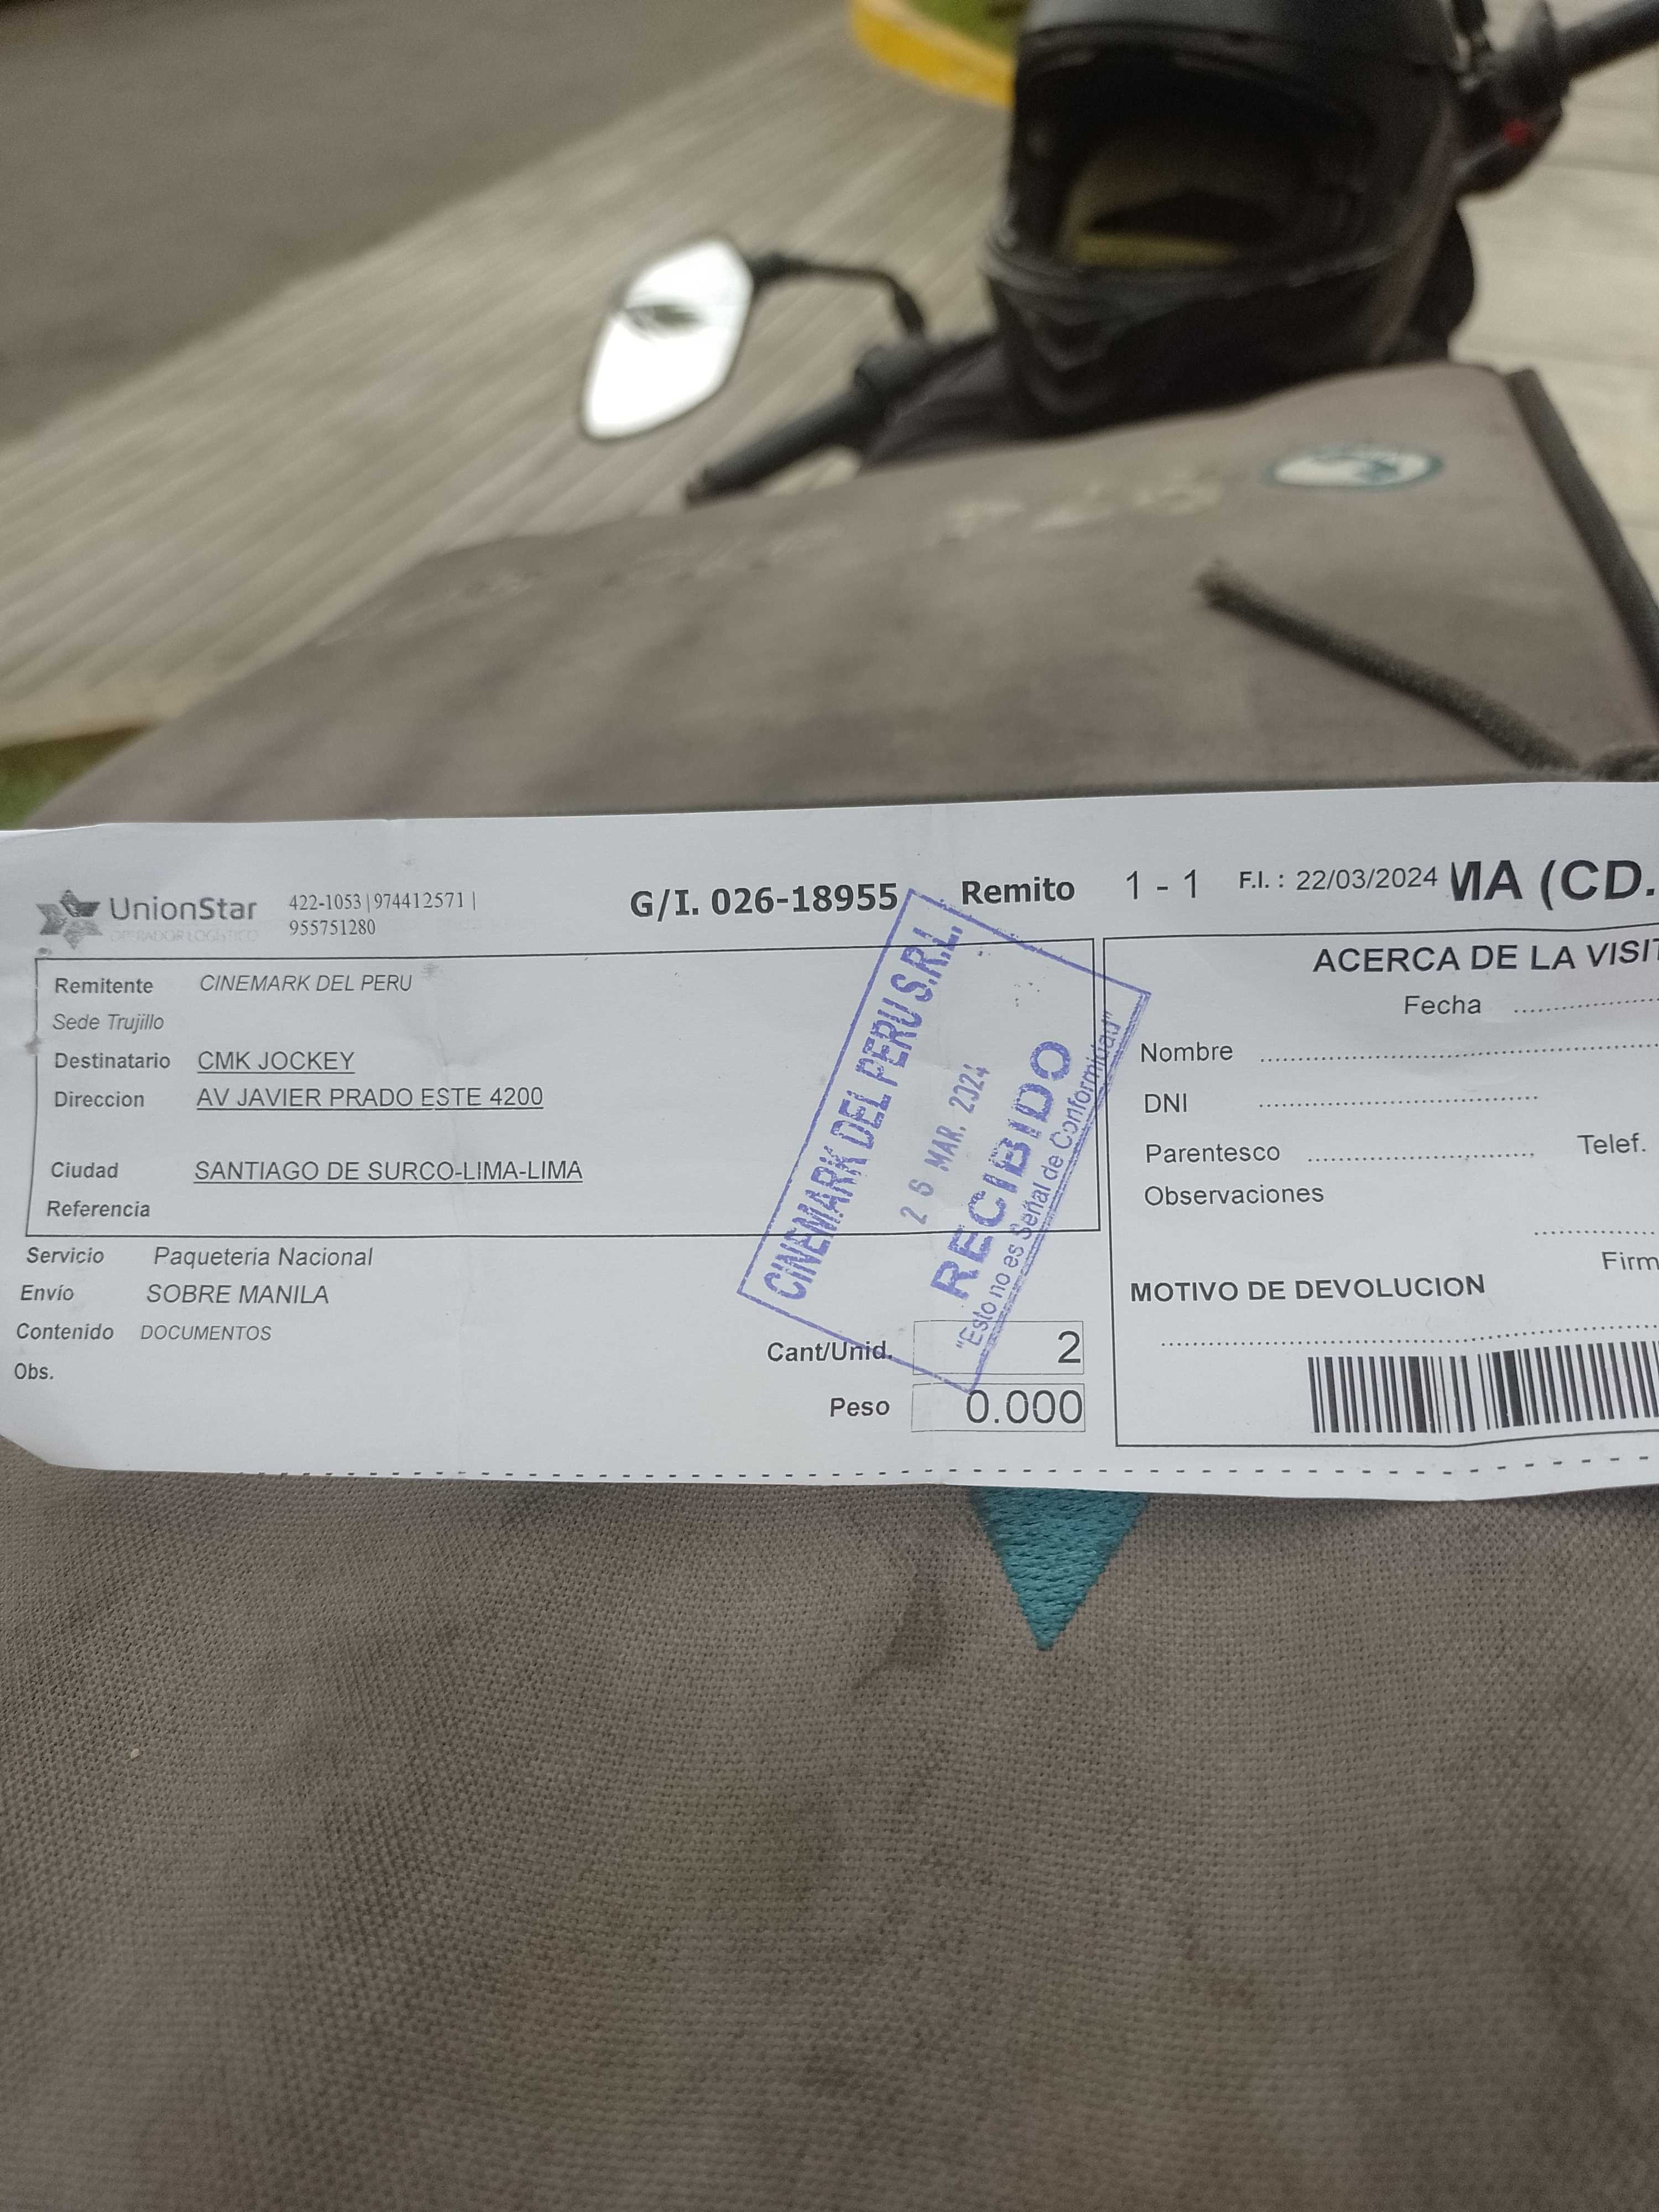 UnionStar
OPERADOR LOGISTICO
422-1053|974412571|
955751280
G/I. 026-18955
Remito 1 - 1
F.I. : 22/03/2024
MA (CD.
Remitente CINEMARK DEL PERU
Sede Trujillo
Destinatario CMK JOCKEY
Direccion AV JAVIER PRADO ESTE 4200
Ciudad SANTIAGO DE SURCO-LIMA-LIMA
Referencia
Servicio Paqueteria Nacional
Envío SOBRE MANILA
Contenido DOCUMENTOS
Obs.
Cant/Unid. 2
Peso 0.000
CINEMARK DEL PERU S.R.L.
26 MAR. 2024
RECIBIDO
"Esto no es Señal de Conformidad"
ACERCA DE LA VISIT
Fecha
Nombre
DNI
Parentesco Telef.
Observaciones
Firm
MOTIVO DE DEVOLUCION